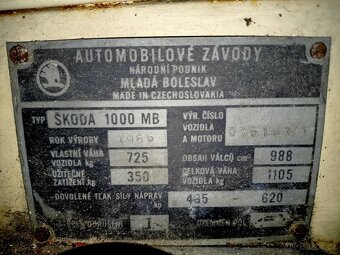 AUTOMOBILOVÉ ZÁVODY
NÁRODNÍ PODNIK
MLADÁ BOLESLAV
MADE IN CZECHOSLOVAKIA
TYP ŠKODA 1000 MB
ROK VÝROBY
VLASTNÍ VÁHA VOZIDLA kg 725
UŽITEČNÉ ZATÍŽENÍ kg 350
VÝR. ČÍSLO VOZIDLA A MOTORU
OBSAH VÁLCŮ cm³ 988
CELKOVÁ VÁHA VOZIDLA kg 1105
DOVOLENÉ TLAK. SÍLY NÁPRAV kg 485 - 620